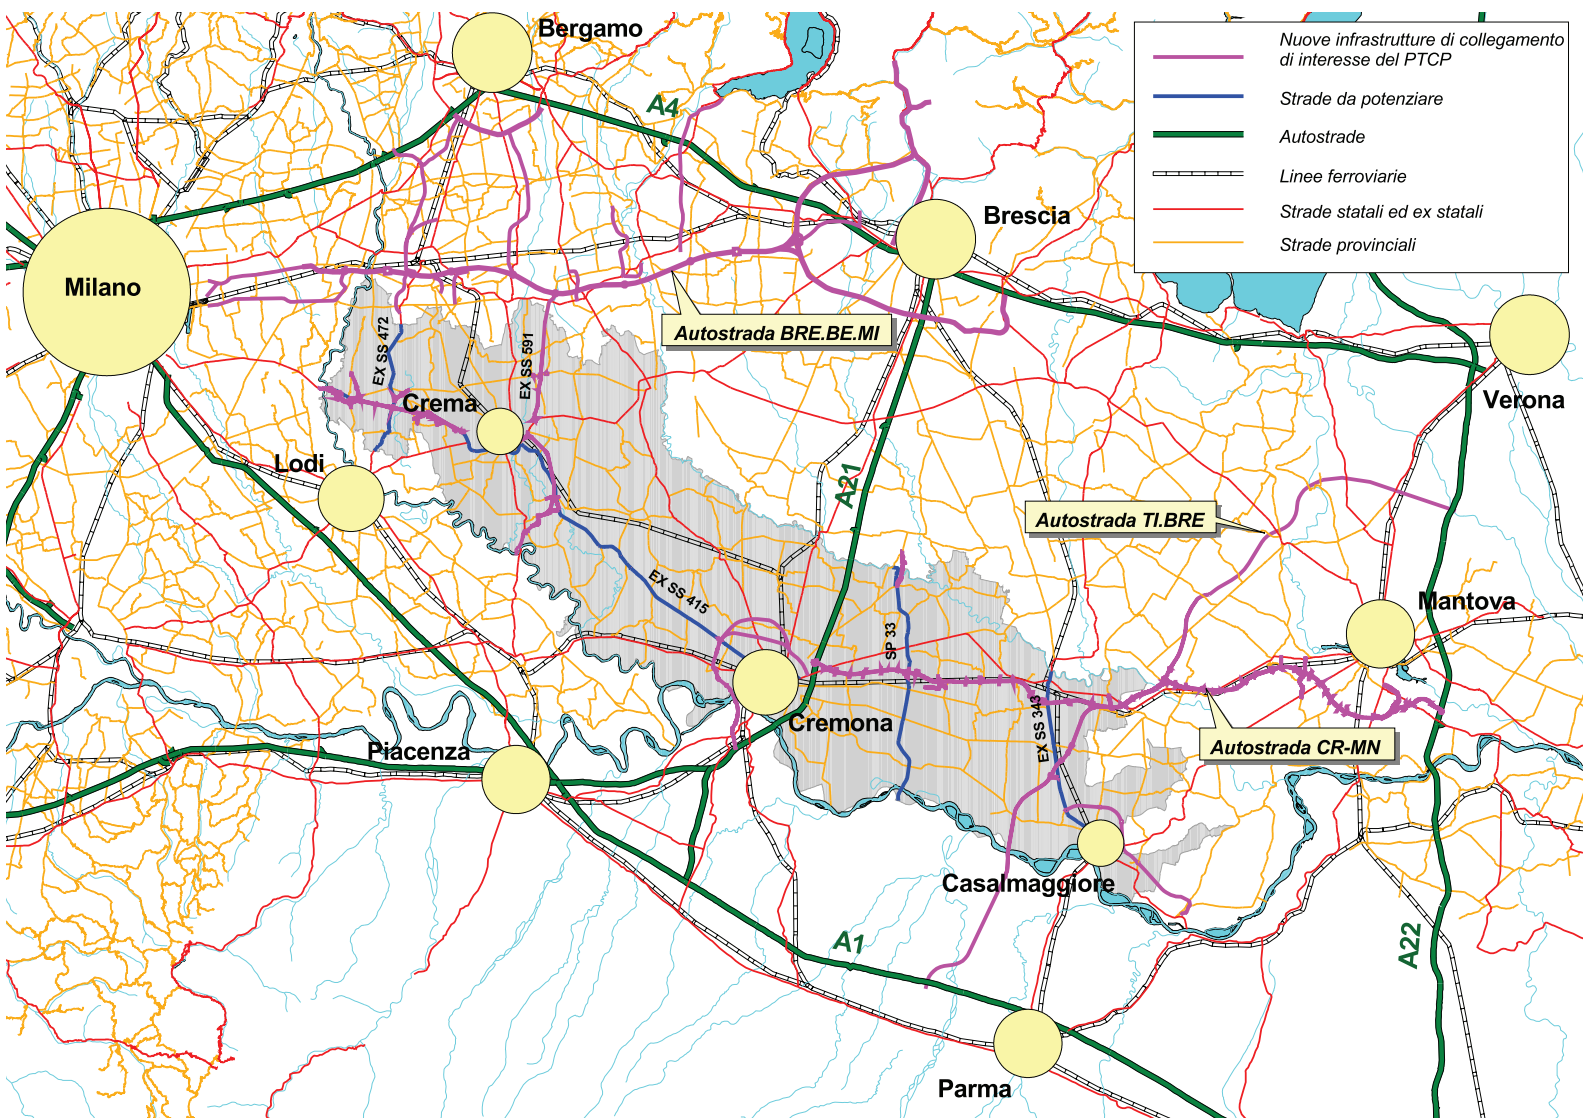 Bergamo
Nuove infrastrutture di collegamento
di interesse del PTCP
Strade da potenziare
Autostrade
Linee ferroviarie
Strade statali ed ex statali
Strade provinciali
A4
Brescia
Milano
Autostrada BRE.BE.MI
EX SS 472
EX SS 591
Crema
Verona
Lodi
A21
Autostrada TI.BRE
EX SS 415
Mantova
SP 33
EX SS 343
Cremona
Autostrada CR-MN
Piacenza
Casalmaggiore
A1
A22
Parma